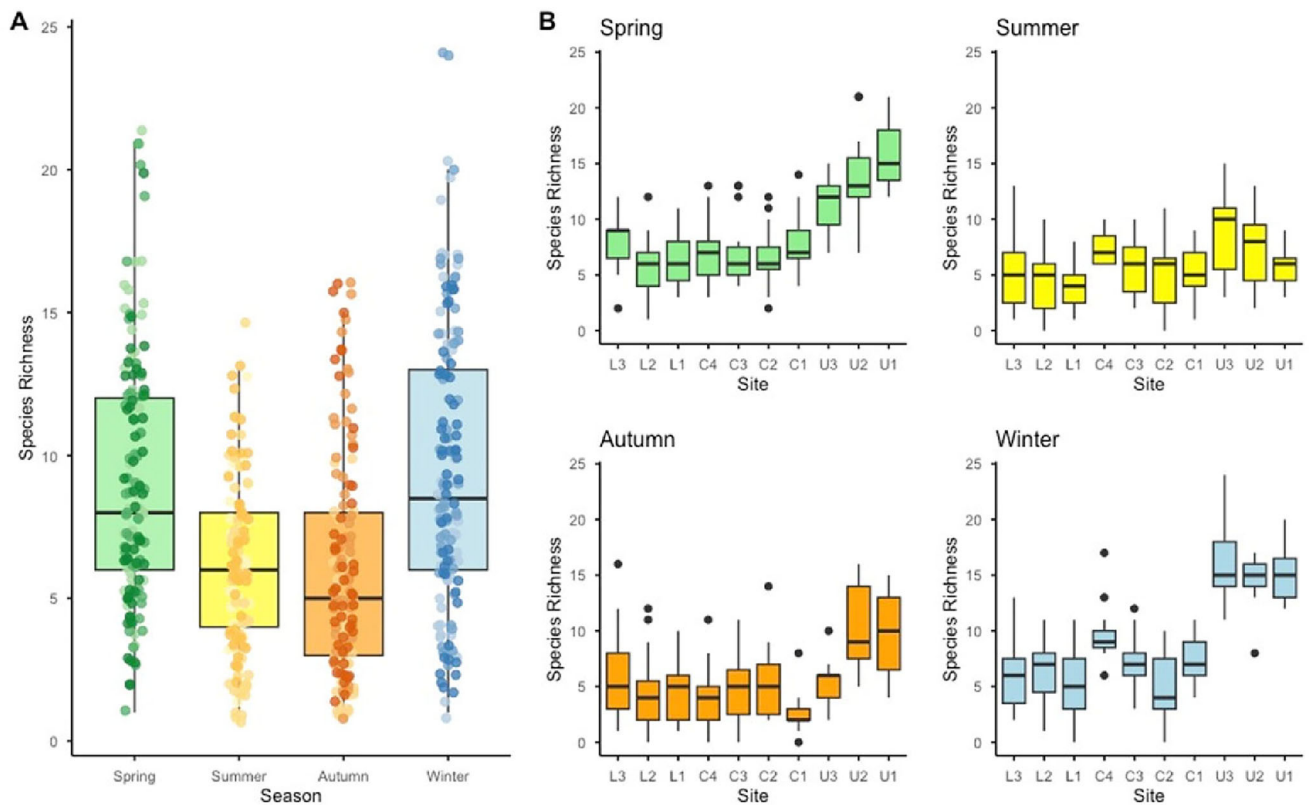 A
25
20
15
10
5
0
Species Richness
Spring Summer Autumn Winter
Season
B
Spring
25
20
15
10
5
0
Species Richness
L3 L2 L1 C4 C3 C2 C1 U3 U2 U1
Site
Summer
25
20
15
10
5
0
Species Richness
L3 L2 L1 C4 C3 C2 C1 U3 U2 U1
Site
Autumn
25
20
15
10
5
0
Species Richness
L3 L2 L1 C4 C3 C2 C1 U3 U2 U1
Site
Winter
25
20
15
10
5
0
Species Richness
L3 L2 L1 C4 C3 C2 C1 U3 U2 U1
Site